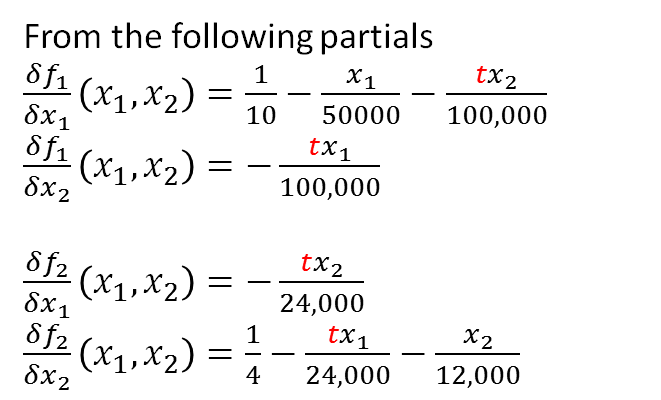 From the following partials
δf₁/δx₁ (x₁, x₂) = 1/10 − x₁/50000 − tx₂/100,000
δf₁/δx₂ (x₁, x₂) = − tx₁/100,000
δf₂/δx₁ (x₁, x₂) = − tx₂/24,000
δf₂/δx₂ (x₁, x₂) = 1/4 − tx₁/24,000 − x₂/12,000